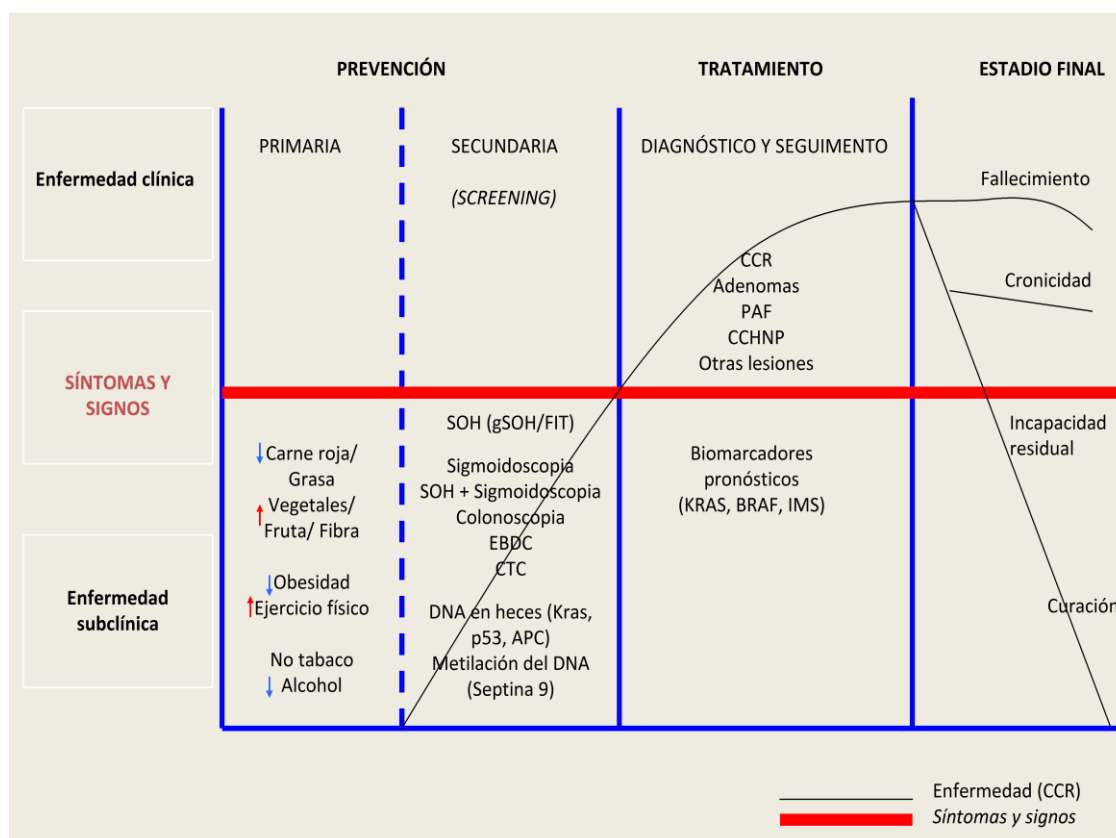 PREVENCIÓN
TRATAMIENTO
ESTADIO FINAL
Enfermedad clínica
SÍNTOMAS Y
SIGNOS
Enfermedad
subclínica
PRIMARIA
↓Carne roja/
Grasa
↑Vegetales/
Fruta/ Fibra
↓Obesidad
↑Ejercicio físico
No tabaco
↓ Alcohol
SECUNDARIA
(SCREENING)
SOH (gSOH/FIT)
Sigmoidoscopia
SOH + Sigmoidoscopia
Colonoscopia
EBDC
CTC
DNA en heces (Kras,
p53, APC)
Metilación del DNA
(Septina 9)
DIAGNÓSTICO Y SEGUIMENTO
CCR
Adenomas
PAF
CCHNP
Otras lesiones
Biomarcadores
pronósticos
(KRAS, BRAF, IMS)
Fallecimiento
Cronicidad
Incapacidad
residual
Curación
Enfermedad (CCR)
Síntomas y signos